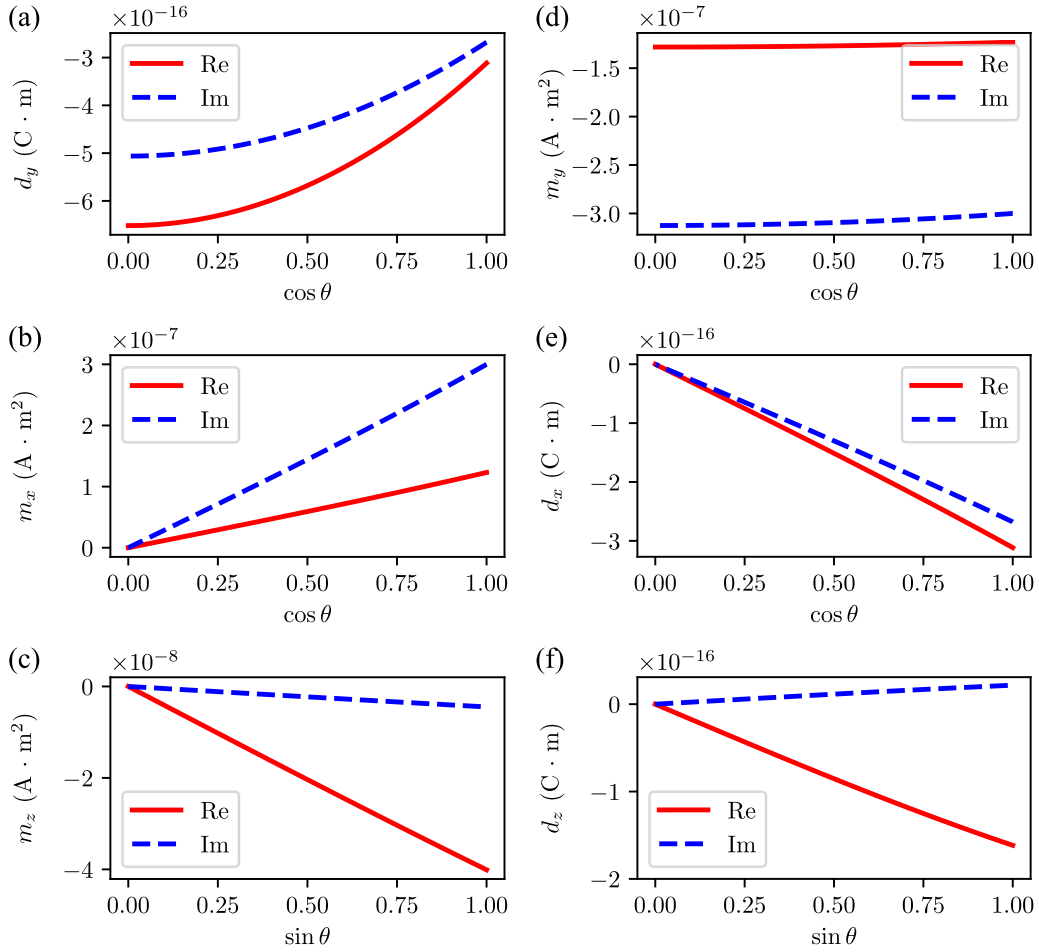 (a)
×10⁻¹⁶
−3
−4
−5
−6
d_y (C · m)
Re
Im
0.00 0.25 0.50 0.75 1.00
cos θ
(d)
×10⁻⁷
−1.5
−2.0
−2.5
−3.0
m_y (A · m²)
Re
Im
0.00 0.25 0.50 0.75 1.00
cos θ
(b)
×10⁻⁷
3
2
1
0
m_x (A · m²)
Re
Im
0.00 0.25 0.50 0.75 1.00
cos θ
(e)
×10⁻¹⁶
0
−1
−2
−3
d_x (C · m)
Re
Im
0.00 0.25 0.50 0.75 1.00
cos θ
(c)
×10⁻⁸
0
−2
−4
m_z (A · m²)
Re
Im
0.00 0.25 0.50 0.75 1.00
sin θ
(f)
×10⁻¹⁶
0
−1
−2
d_z (C · m)
Re
Im
0.00 0.25 0.50 0.75 1.00
sin θ